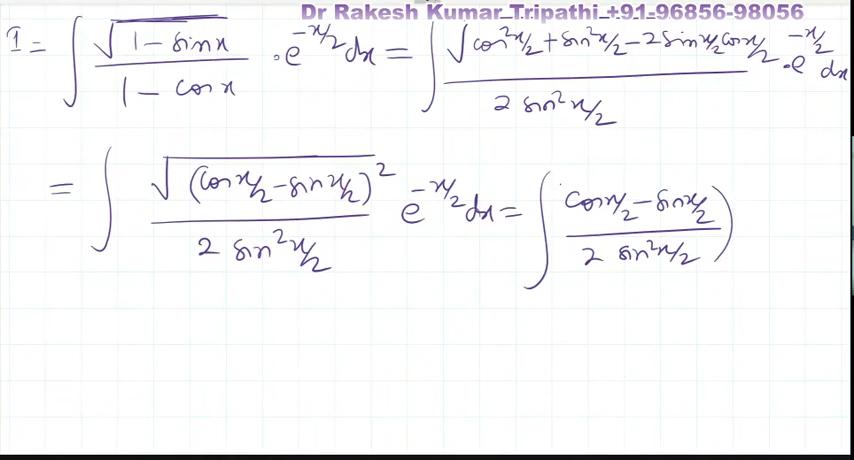 Dr Rakesh Kumar Tripathi +91-96856-98056
I = ∫ √(1 - sin x) / (1 - cos x) · e^(-x/2) dx = ∫ √(cos² x/2 + sin² x/2 - 2 sin x/2 cos x/2) / (2 sin² x/2) · e^(-x/2) dx
= ∫ √((cos x/2 - sin x/2)²) / (2 sin² x/2) e^(-x/2) dx = ∫ (cos x/2 - sin x/2) / (2 sin² x/2) )